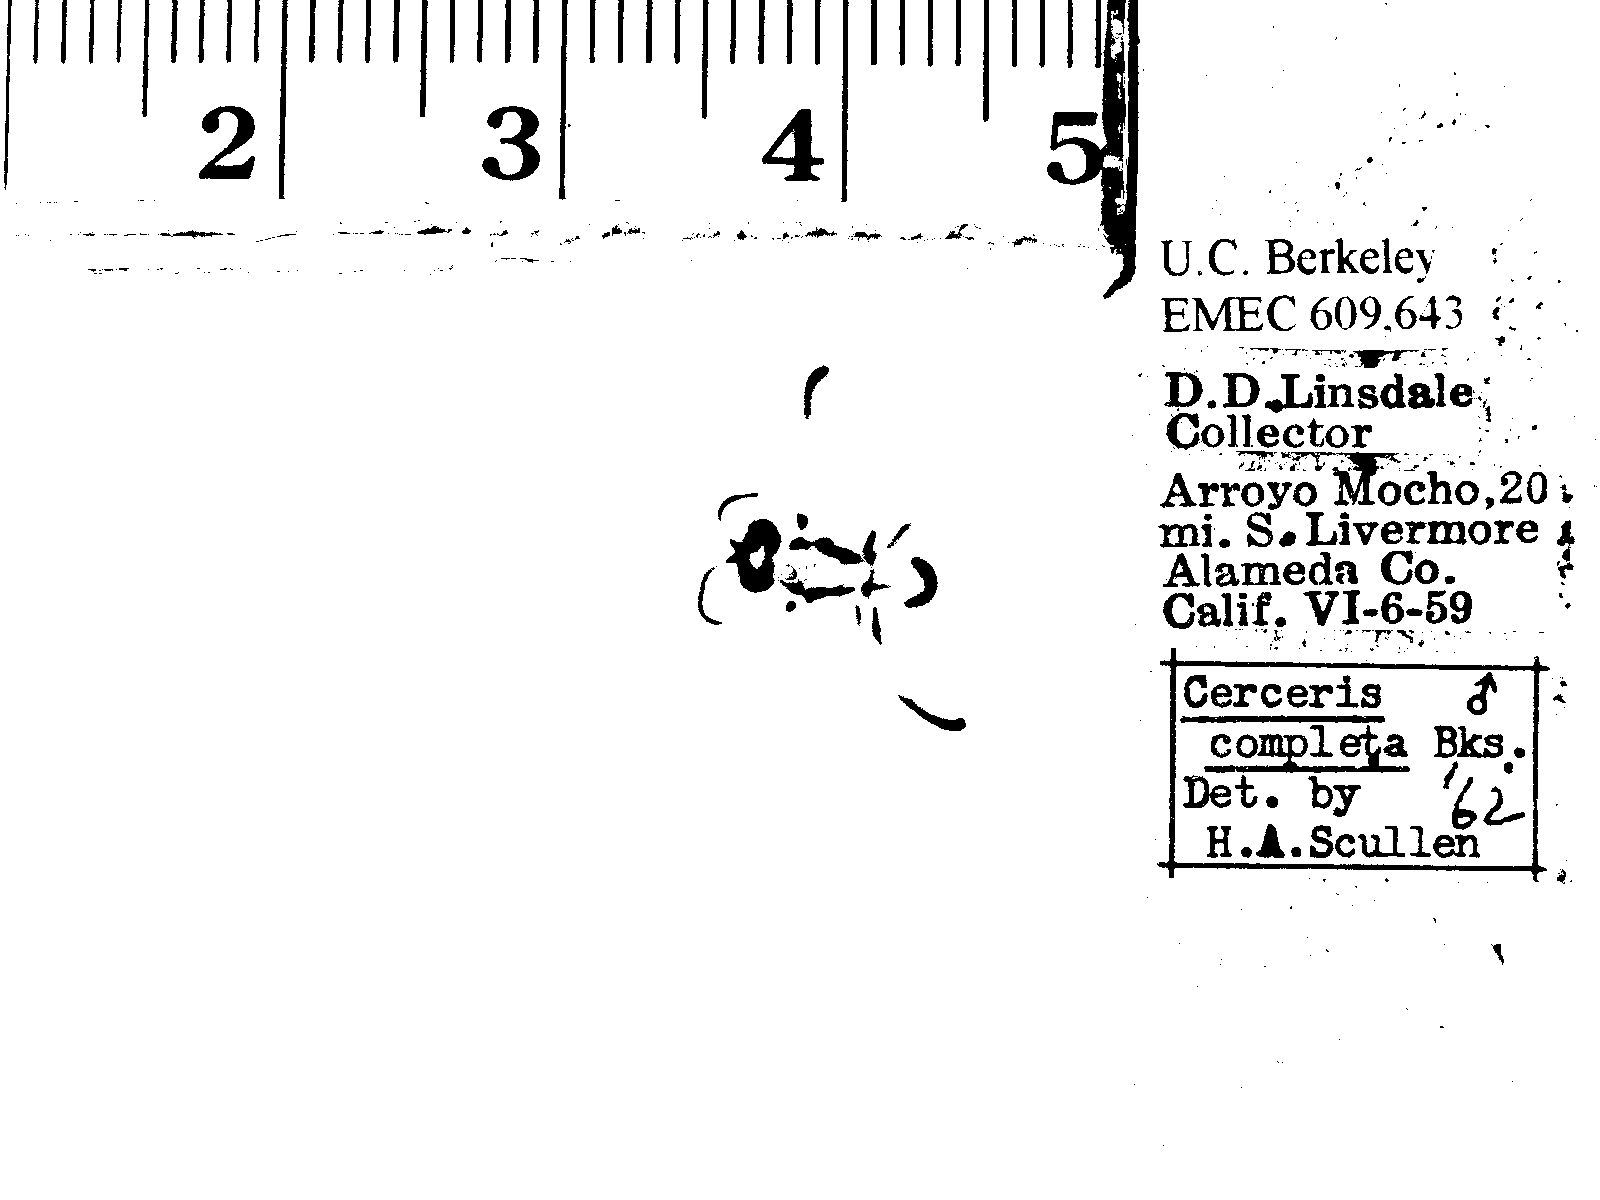 2 3 4 5
U.C. Berkeley
EMEC 609,643
D.D.Linsdale
Collector
Arroyo Mocho,20
mi. S. Livermore
Alameda Co.
Calif. VI-6-59
Cerceris ♂
completa Bks.
Det. by '62
H.A.Scullen